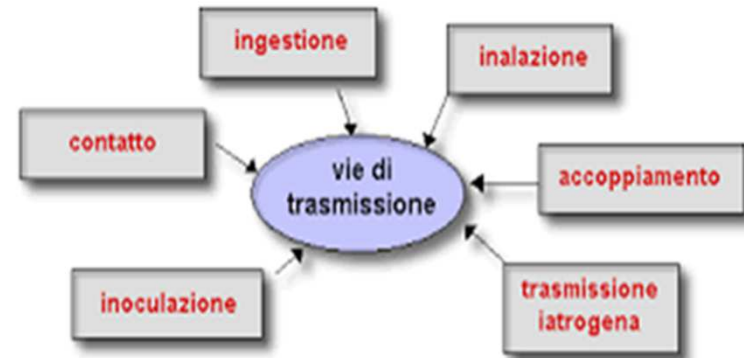 ingestione
inalazione
contatto
vie di
trasmissione
accoppiamento
inoculazione
trasmissione
iatrogena